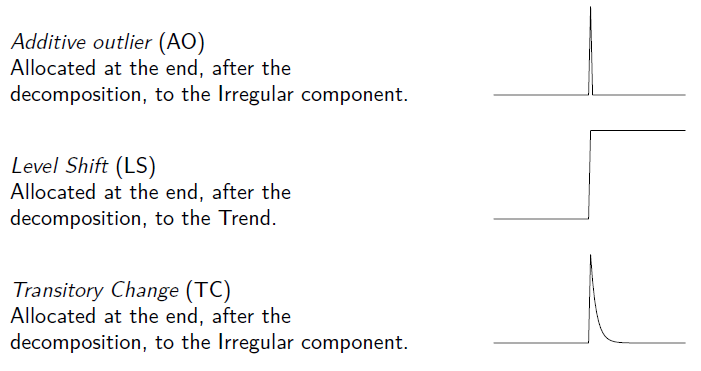 Additive outlier (AO)
Allocated at the end, after the
decomposition, to the Irregular component.
Level Shift (LS)
Allocated at the end, after the
decomposition, to the Trend.
Transitory Change (TC)
Allocated at the end, after the
decomposition, to the Irregular component.